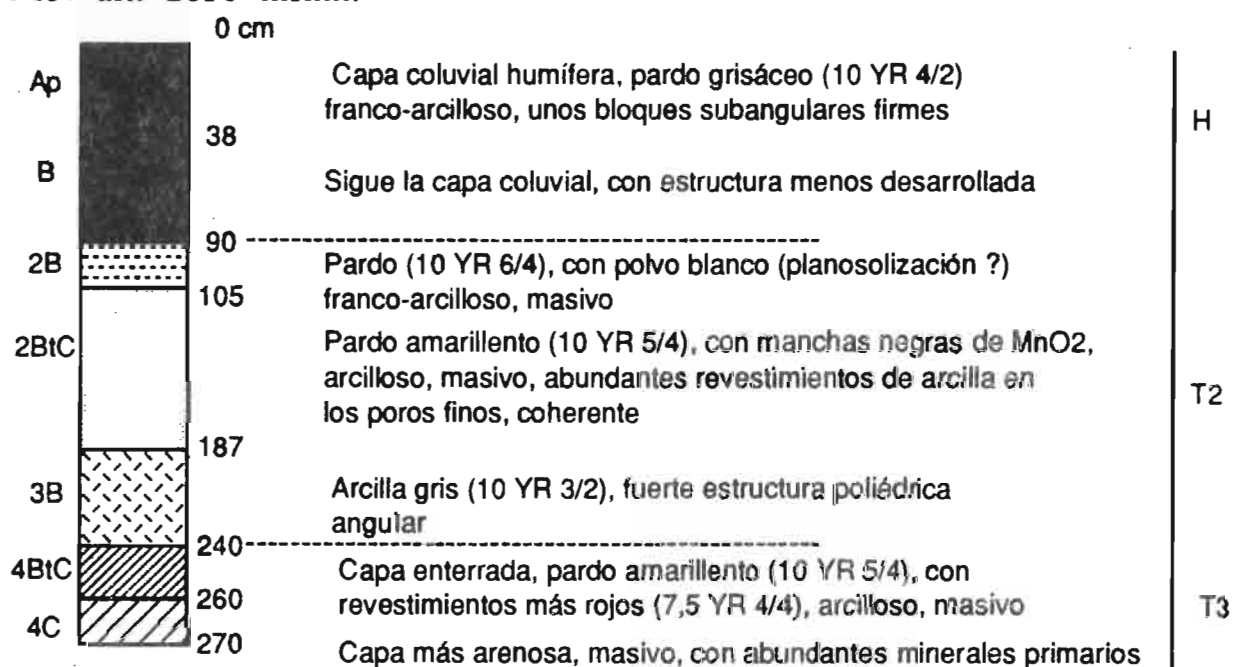 0 cm
Ap
Capa coluvial humífera, pardo grisáceo (10 YR 4/2)
franco-arcilloso, unos bloques subangulares firmes
H
38
B
Sigue la capa coluvial, con estructura menos desarrollada
90
2B
Pardo (10 YR 6/4), con polvo blanco (planosolización ?)
franco-arcilloso, masivo
105
2BtC
Pardo amarillento (10 YR 5/4), con manchas negras de MnO2,
arcilloso, masivo, abundantes revestimientos de arcilla en
los poros finos, coherente
T2
187
3B
Arcilla gris (10 YR 3/2), fuerte estructura poliédrica
angular
240
4BtC
Capa enterrada, pardo amarillento (10 YR 5/4), con
revestimientos más rojos (7,5 YR 4/4), arcilloso, masivo
260
T3
4C
270
Capa más arenosa, masivo, con abundantes minerales primarios